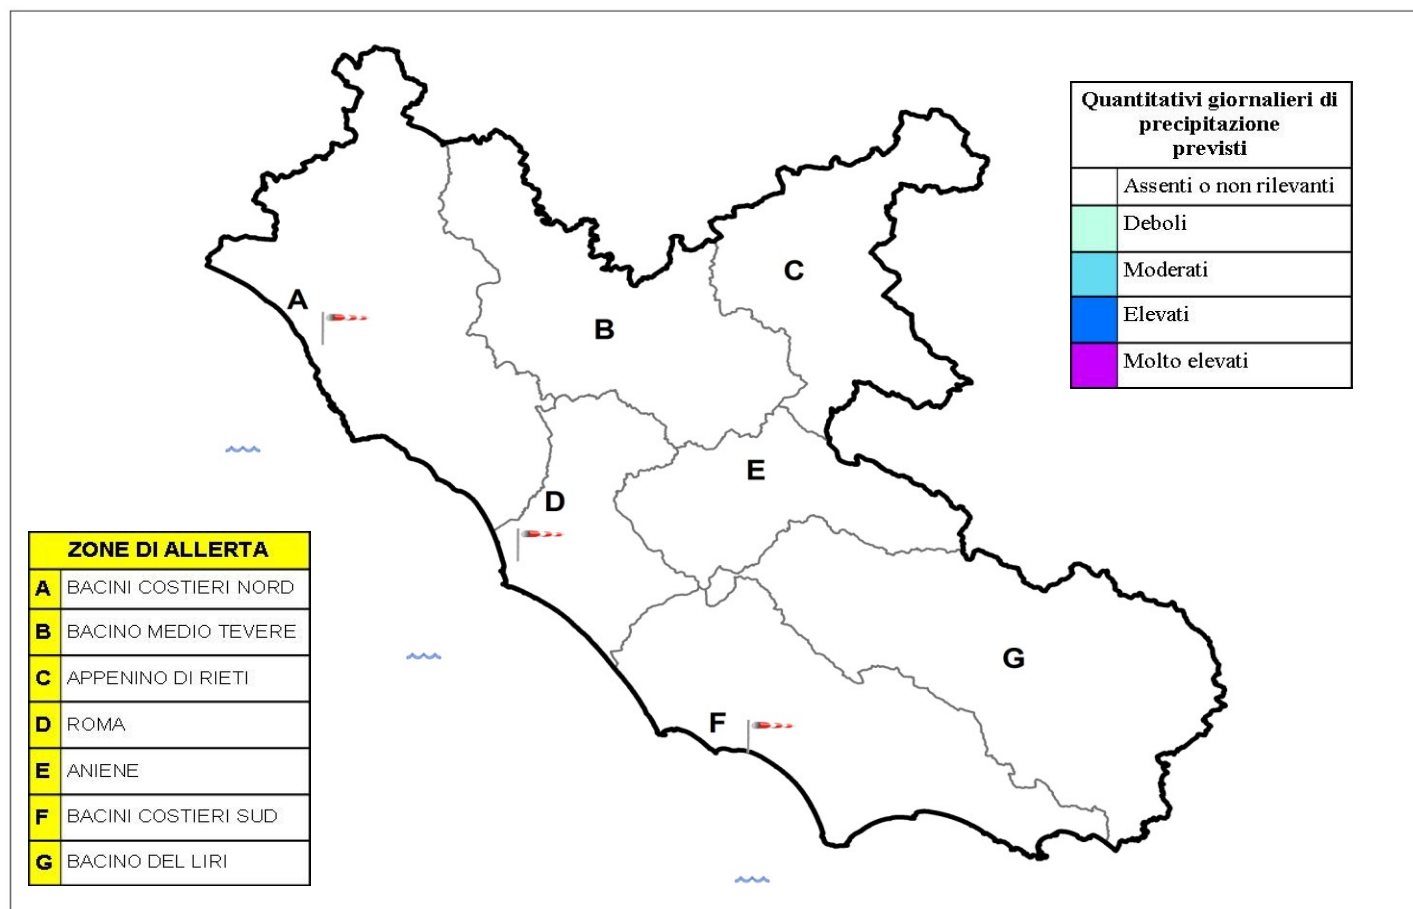 Quantitativi giornalieri di
precipitazione
previsti
Assenti o non rilevanti
Deboli
Moderati
Elevati
Molto elevati
A
B
C
D
E
F
G
ZONE DI ALLERTA
A BACINI COSTIERI NORD
B BACINO MEDIO TEVERE
C APPENINO DI RIETI
D ROMA
E ANIENE
F BACINI COSTIERI SUD
G BACINO DEL LIRI